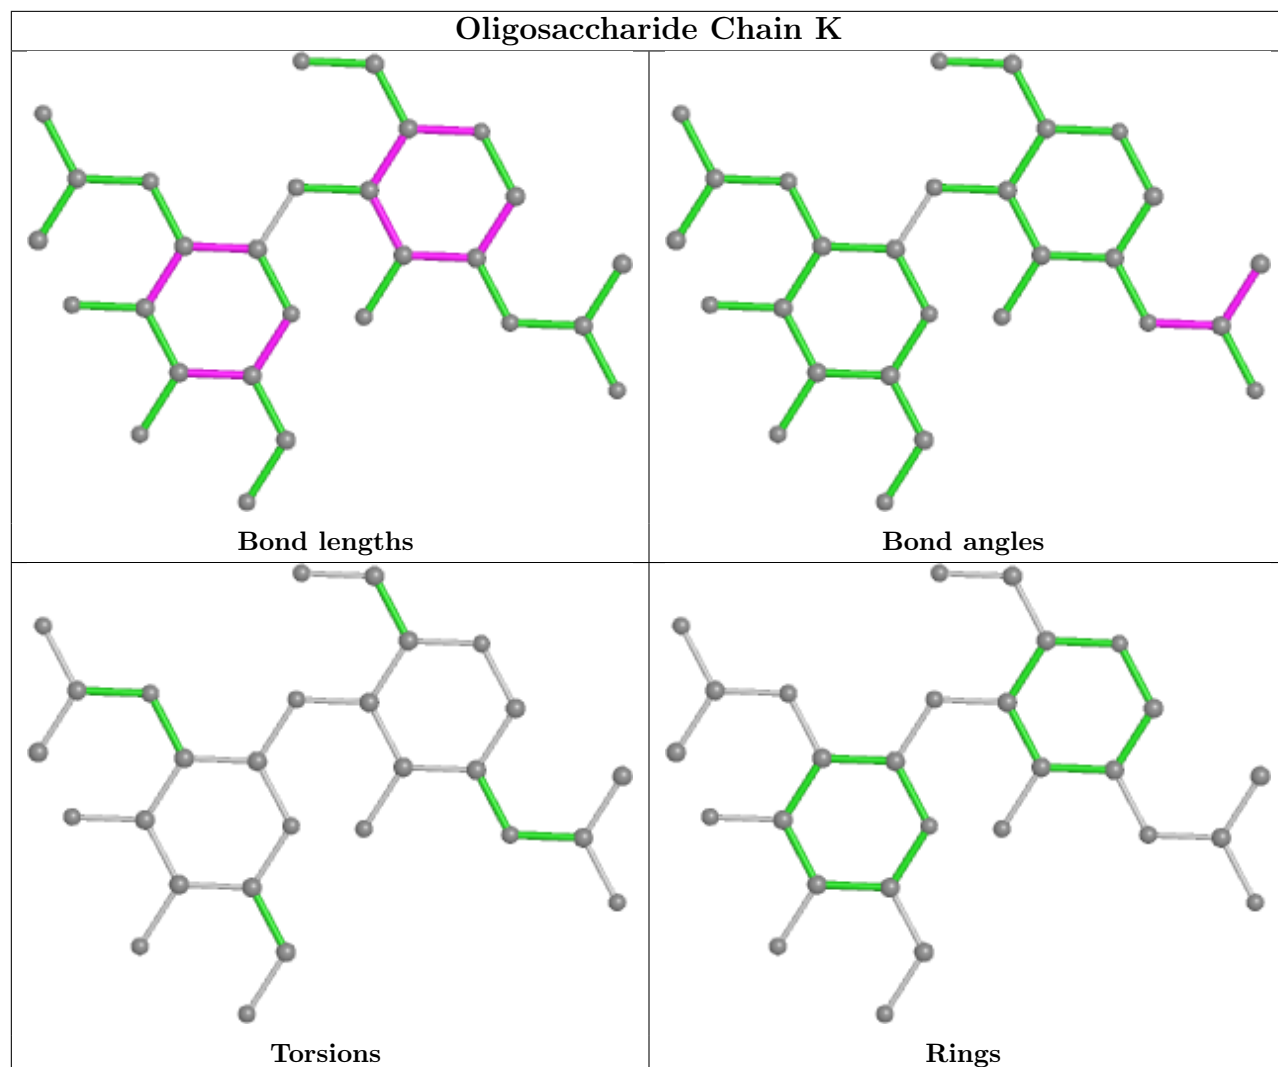 Oligosaccharide Chain K
Bond lengths
Bond angles
Torsions
Rings